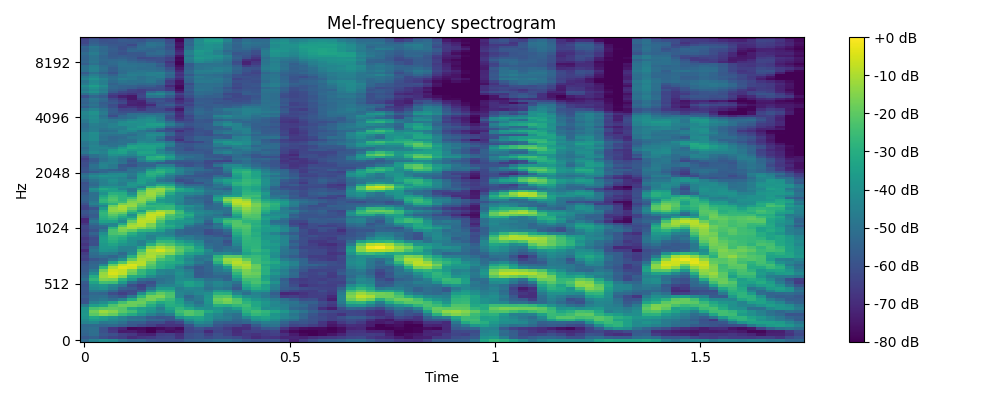 Mel-frequency spectrogram
Hz
8192
4096
2048
1024
512
0
0
0.5
1
1.5
Time
+0 dB
-10 dB
-20 dB
-30 dB
-40 dB
-50 dB
-60 dB
-70 dB
-80 dB